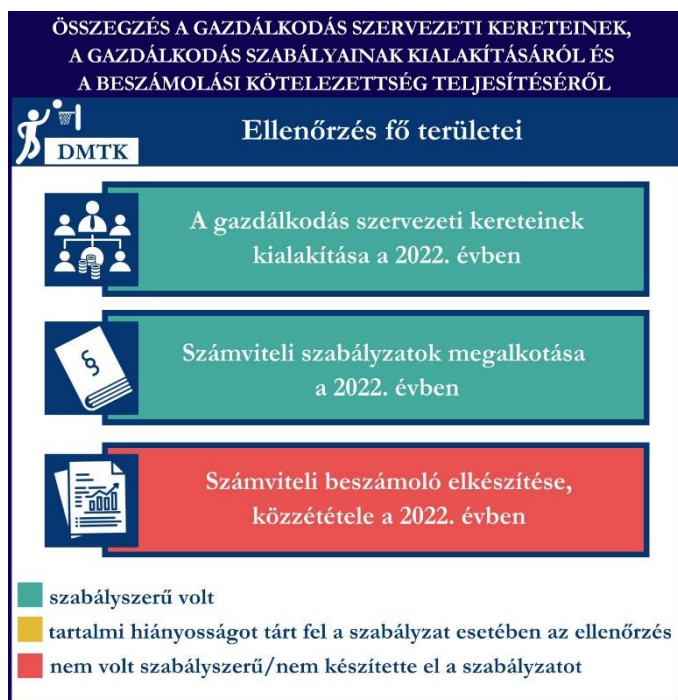 ÖSSZEGZÉS A GAZDÁLKODÁS SZERVEZETI KERETEINEK,
A GAZDÁLKODÁS SZABÁLYAINAK KIALAKÍTÁSÁRÓL ÉS
A BESZÁMOLÁSI KÖTELEZETTSÉG TELJESÍTÉSÉRŐL
DMTK
Ellenőrzés fő területei
A gazdálkodás szervezeti kereteinek
kialakítása a 2022. évben
§
Számviteli szabályzatok megalkotása
a 2022. évben
Számviteli beszámoló elkészítése,
közzététele a 2022. évben
szabályszerű volt
tartalmi hiányosságot tárt fel a szabályzat esetében az ellenőrzés
nem volt szabályszerű/nem készítette el a szabályzatot